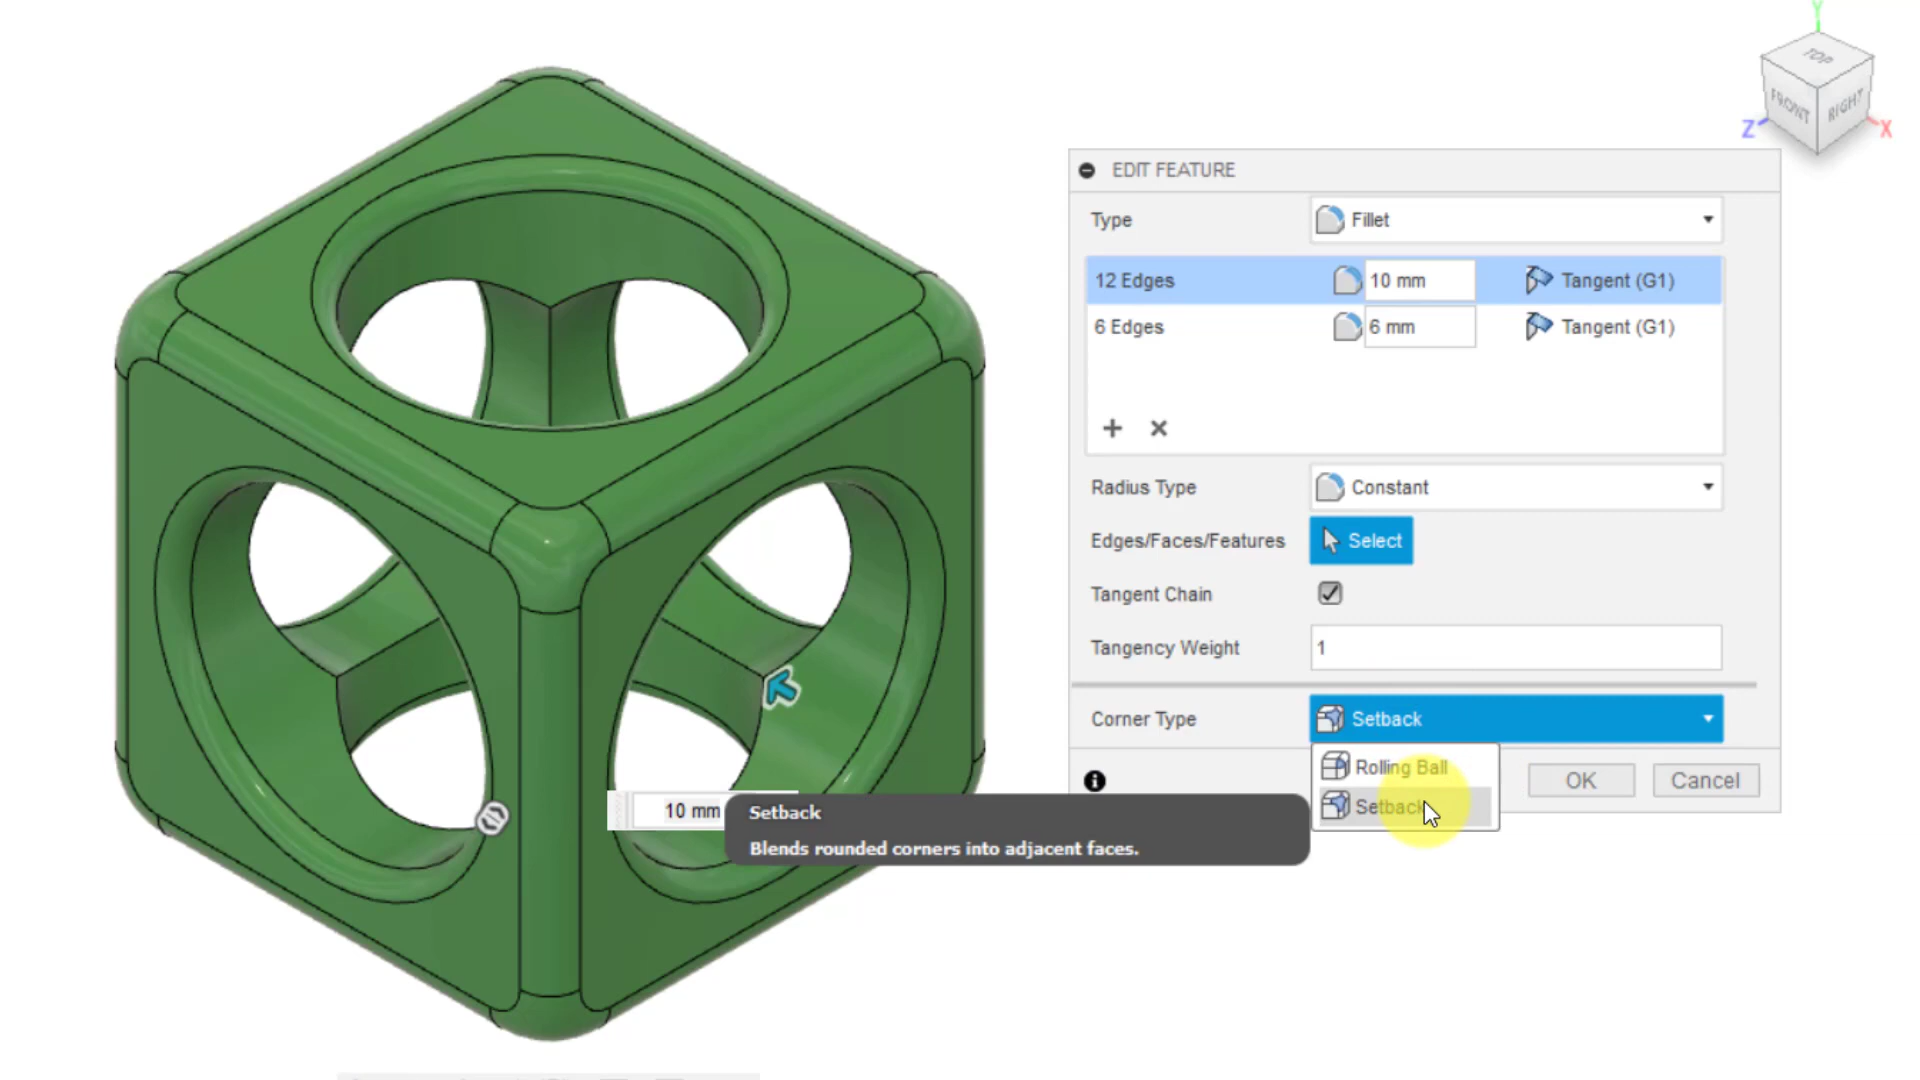 Y
TOP
FRONT
RIGHT
Z
X
EDIT FEATURE
Type
Fillet
12 Edges
10 mm
Tangent (G1)
6 Edges
6 mm
Tangent (G1)
Radius Type
Constant
Edges/Faces/Features
Select
Tangent Chain
Tangency Weight
1
Corner Type
Setback
Rolling Ball
Setback
OK
Cancel
10 mm
Setback
Blends rounded corners into adjacent faces.